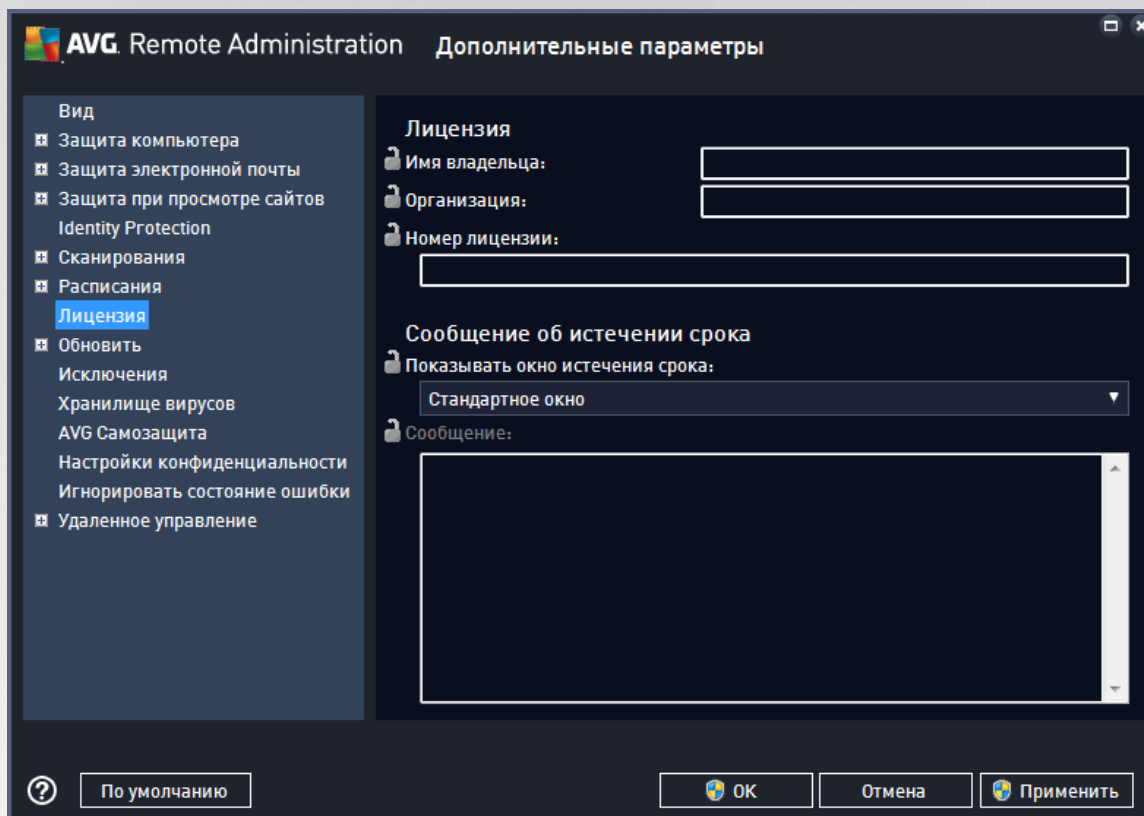 AVG. Remote Administration
Дополнительные параметры
Вид
Защита компьютера
Защита электронной почты
Защита при просмотре сайтов
Identity Protection
Сканирования
Расписания
Лицензия
Обновить
Исключения
Хранилище вирусов
AVG Самозащита
Настройки конфиденциальности
Игнорировать состояние ошибки
Удаленное управление
Лицензия
Имя владельца:
Организация:
Номер лицензии:
Сообщение об истечении срока
Показывать окно истечения срока:
Стандартное окно
Сообщение:
По умолчанию
OK
Отмена
Применить